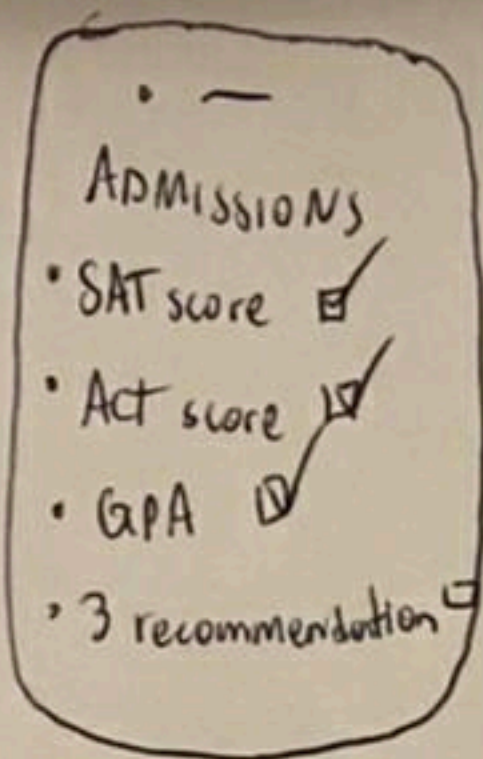 ADMISSIONS
• SAT score ☑
• Act score ☑
• GPA ☑
• 3 recommendation ☐